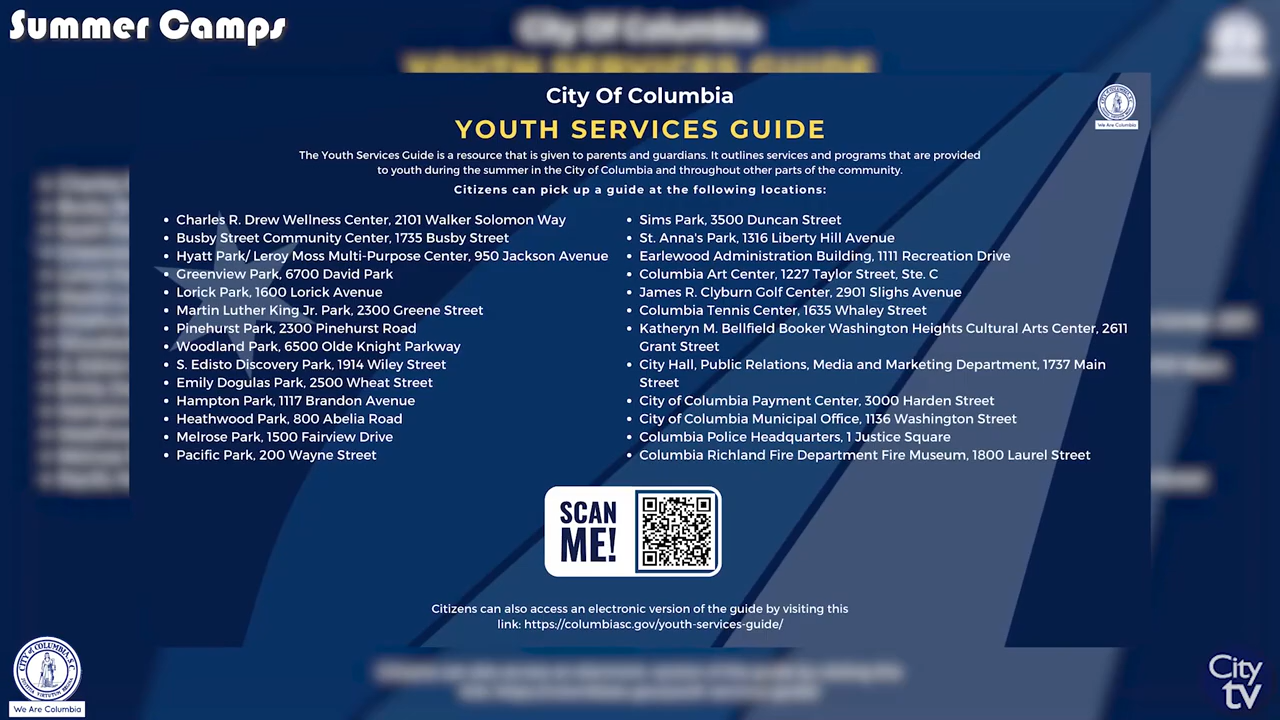 Summer Camps
City Of Columbia
City Of Columbia
YOUTH SERVICES GUIDE
We Are Columbia
The Youth Services Guide is a resource that is given to parents and guardians. It outlines services and programs that are provided
to youth during the summer in the City of Columbia and throughout other parts of the community.
Citizens can pick up a guide at the following locations:
• Charles R. Drew Wellness Center, 2101 Walker Solomon Way
• Busby Street Community Center, 1735 Busby Street
• Hyatt Park/ Leroy Moss Multi-Purpose Center, 950 Jackson Avenue
• Greenview Park, 6700 David Park
• Lorick Park, 1600 Lorick Avenue
• Martin Luther King Jr. Park, 2300 Greene Street
• Pinehurst Park, 2300 Pinehurst Road
• Woodland Park, 6500 Olde Knight Parkway
• S. Edisto Discovery Park, 1914 Wiley Street
• Emily Dogulas Park, 2500 Wheat Street
• Hampton Park, 1117 Brandon Avenue
• Heathwood Park, 800 Abelia Road
• Melrose Park, 1500 Fairview Drive
• Pacific Park, 200 Wayne Street
• Sims Park, 3500 Duncan Street
• St. Anna's Park, 1316 Liberty Hill Avenue
• Earlewood Administration Building, 1111 Recreation Drive
• Columbia Art Center, 1227 Taylor Street, Ste. C
• James R. Clyburn Golf Center, 2901 Slighs Avenue
• Columbia Tennis Center, 1635 Whaley Street
• Katheryn M. Bellfield Booker Washington Heights Cultural Arts Center, 2611
Grant Street
• City Hall, Public Relations, Media and Marketing Department, 1737 Main
Street
• City of Columbia Payment Center, 3000 Harden Street
• City of Columbia Municipal Office, 1136 Washington Street
• Columbia Police Headquarters, 1 Justice Square
• Columbia Richland Fire Department Fire Museum, 1800 Laurel Street
SCAN
ME!
Citizens can also access an electronic version of the guide by visiting this
link: https://columbiasc.gov/youth-services-guide/
CITY OF COLUMBIA, S.C.
We Are Columbia
City
tv